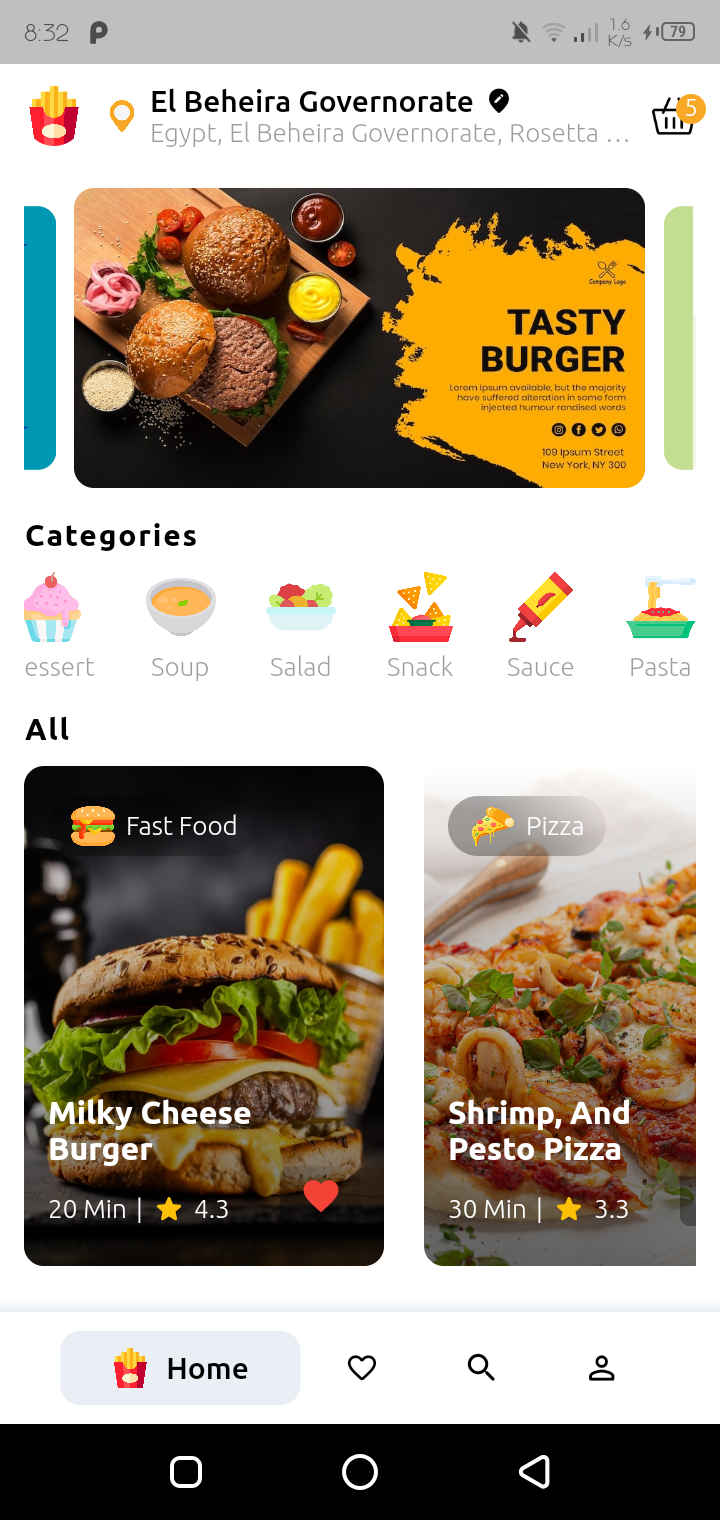 8:32
1.6
K/s
79
El Beheira Governorate
5
Egypt, El Beheira Governorate, Rosetta ...
Company Logo
TASTY
BURGER
Lorem Ipsum available, but the majority
have suffered alteration in some form
injected humour randised words
109 Ipsum Street
New York, NY 300
Categories
essert
Soup
Salad
Snack
Sauce
Pasta
All
Fast Food
Pizza
Milky Cheese
Burger
20 Min | 4.3
Shrimp, And
Pesto Pizza
30 Min | 3.3
Home